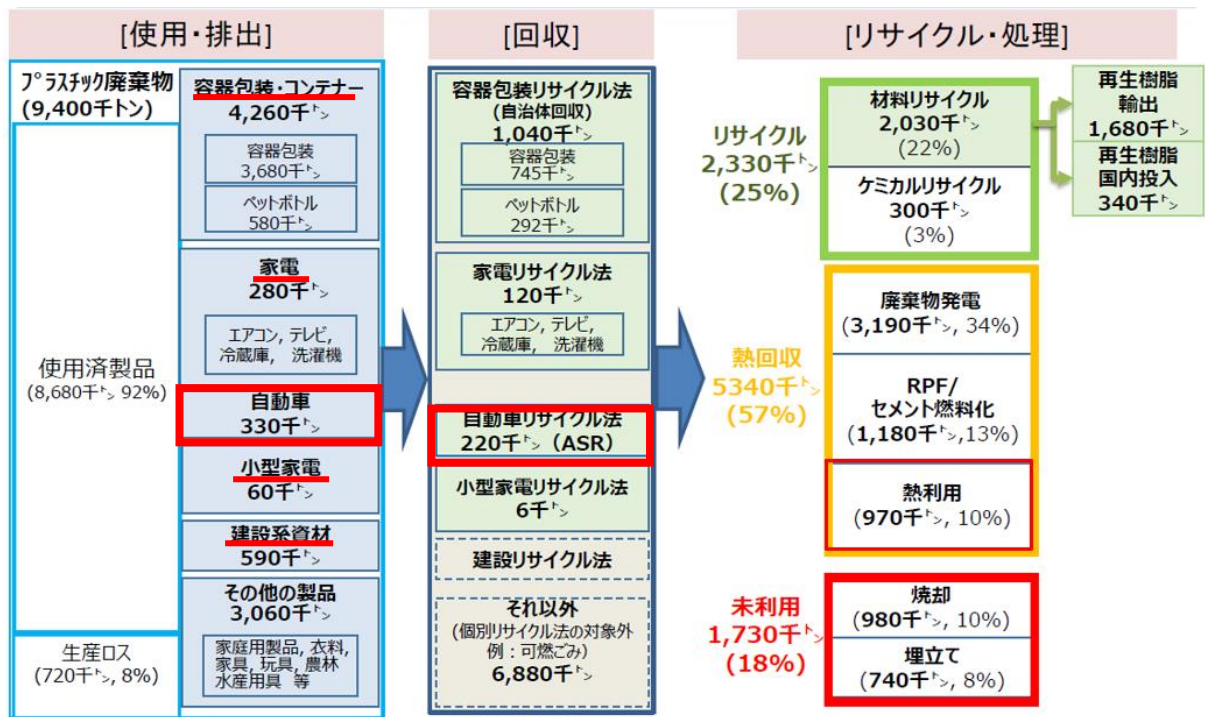 [使用・排出]
プラスチック廃棄物
(9,400千トン)
使用済製品
(8,680千トン 92%)
生産ロス
(720千トン, 8%)
容器包装・コンテナー
4,260千トン
容器包装
3,680千トン
ペットボトル
580千トン
家電
280千トン
エアコン, テレビ,
冷蔵庫, 洗濯機
自動車
330千トン
小型家電
60千トン
建設系資材
590千トン
その他の製品
3,060千トン
家庭用製品, 衣料,
家具, 玩具, 農林
水産用具 等
[回収]
容器包装リサイクル法
(自治体回収)
1,040千トン
容器包装
745千トン
ペットボトル
292千トン
家電リサイクル法
120千トン
エアコン, テレビ,
冷蔵庫, 洗濯機
自動車リサイクル法
220千トン (ASR)
小型家電リサイクル法
6千トン
建設リサイクル法
それ以外
(個別リサイクル法の対象外
例：可燃ごみ)
6,880千トン
[リサイクル・処理]
リサイクル
2,330千トン
(25%)
材料リサイクル
2,030千トン
(22%)
ケミカルリサイクル
300千トン
(3%)
再生樹脂
輸出
1,680千トン
再生樹脂
国内投入
340千トン
熱回収
5340千トン
(57%)
廃棄物発電
(3,190千トン, 34%)
RPF/
セメント燃料化
(1,180千トン,13%)
熱利用
(970千トン, 10%)
未利用
1,730千トン
(18%)
焼却
(980千トン, 10%)
埋立て
(740千トン, 8%)